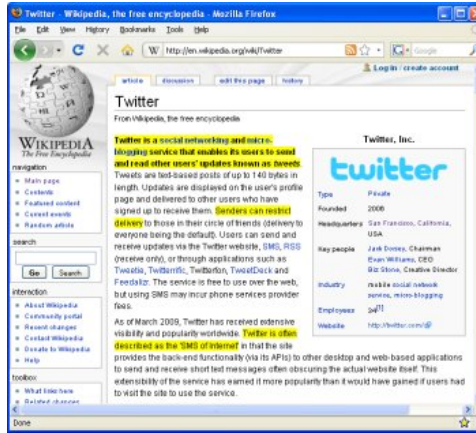 Twitter - Wikipedia, the free encyclopedia - Mozilla Firefox
File Edit View History Bookmarks Tools Help
W http://en.wikipedia.org/wiki/Twitter
G Google
Log in / create account
article discussion edit this page history
WIKIPEDIA
The Free Encyclopedia
navigation
Main page
Contents
Featured content
Current events
Random article
search
Go Search
interaction
About Wikipedia
Community portal
Recent changes
Contact Wikipedia
Donate to Wikipedia
Help
toolbox
What links here
Related changes
Twitter
From Wikipedia, the free encyclopedia
Twitter is a social networking and micro-
blogging service that enables its users to send
and read other users' updates known as tweets.
Tweets are text-based posts of up to 140 bytes in
length. Updates are displayed on the user's profile
page and delivered to other users who have
signed up to receive them. Senders can restrict
delivery to those in their circle of friends (delivery to
everyone being the default). Users can send and
receive updates via the Twitter website, SMS, RSS
(receive only), or through applications such as
Tweetie, Twitterrific, Twitterfon, TweetDeck and
Feedalizr. The service is free to use over the web,
but using SMS may incur phone services provider
fees.
As of March 2009, Twitter has received extensive
visibility and popularity worldwide. Twitter is often
described as the 'SMS of Internet' in that the site
provides the back-end functionality (via its APIs) to other desktop and web-based applications
to send and receive short text messages often obscuring the actual website itself. This
extensibility of the service has earned it more popularity than it would have gained if users had
to visit the site to use the service.
Twitter, Inc.
twitter
Type Private
Founded 2006
Headquarters San Francisco, California,
USA
Key people Jack Dorsey, Chairman
Evan Williams, CEO
Biz Stone, Creative Director
Industry mobile social network
service, micro-blogging
Employees
Website http://twitter.com/
Done